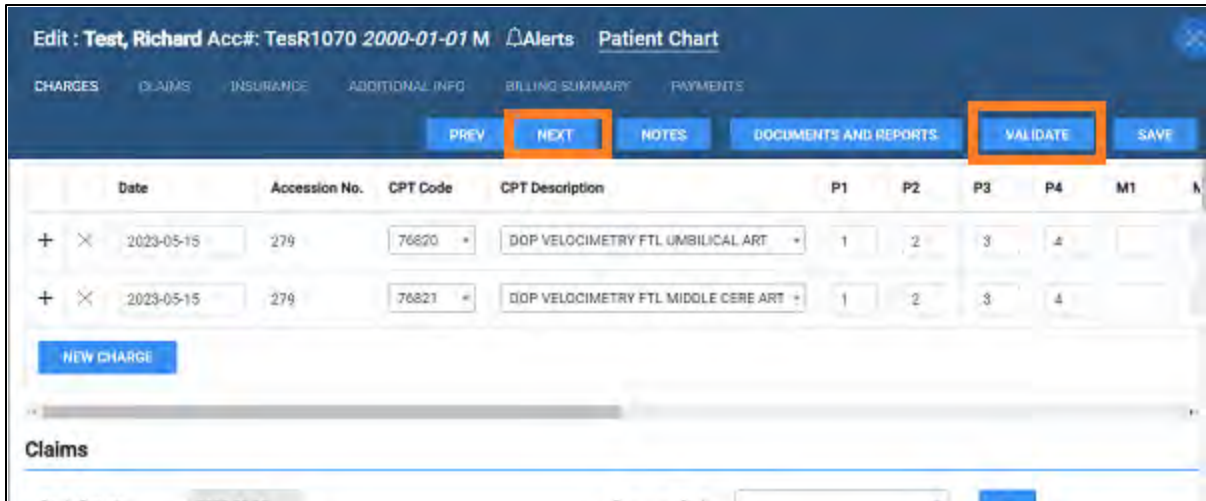 Edit : Test, Richard Acc#: TesR1070 2000-01-01 M Alerts Patient Chart
CHARGES CLAIMS INSURANCE ADDITIONAL INFO BILLING SUMMARY PAYMENTS
PREV NEXT NOTES DOCUMENTS AND REPORTS VALIDATE SAVE
Date Accession No. CPT Code CPT Description P1 P2 P3 P4 M1
2023-05-15 279 76820 DOP VELOCIMETRY FTL UMBILICAL ART 1 2 3 4
2023-05-15 279 76821 DOP VELOCIMETRY FTL MIDDLE CERE ART 1 2 3 4
NEW CHARGE
Claims